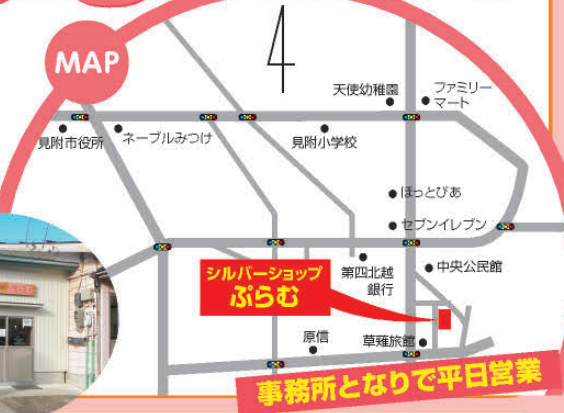 MAP
4
天使幼稚園
ファミリー
マート
見附市役所
ネーブルみつけ
見附小学校
ほっとぴあ
セブンイレブン
シルバーショップ
ぷらむ
第四北越
銀行
中央公民館
原信
草薙旅館
事務所となりで平日営業